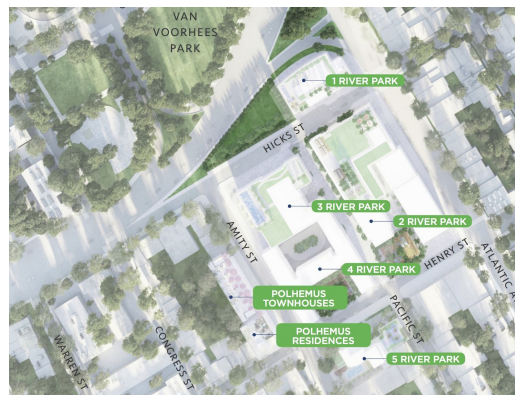 VAN
VOORHEES
PARK
1 RIVER PARK
HICKS ST
3 RIVER PARK
2 RIVER PARK
AMITY ST
HENRY ST
ATLANTIC A
4 RIVER PARK
POLHEMUS
TOWNHOUSES
PACIFIC ST
POLHEMUS
RESIDENCES
WARREN ST
CONGRESS ST
5 RIVER PARK